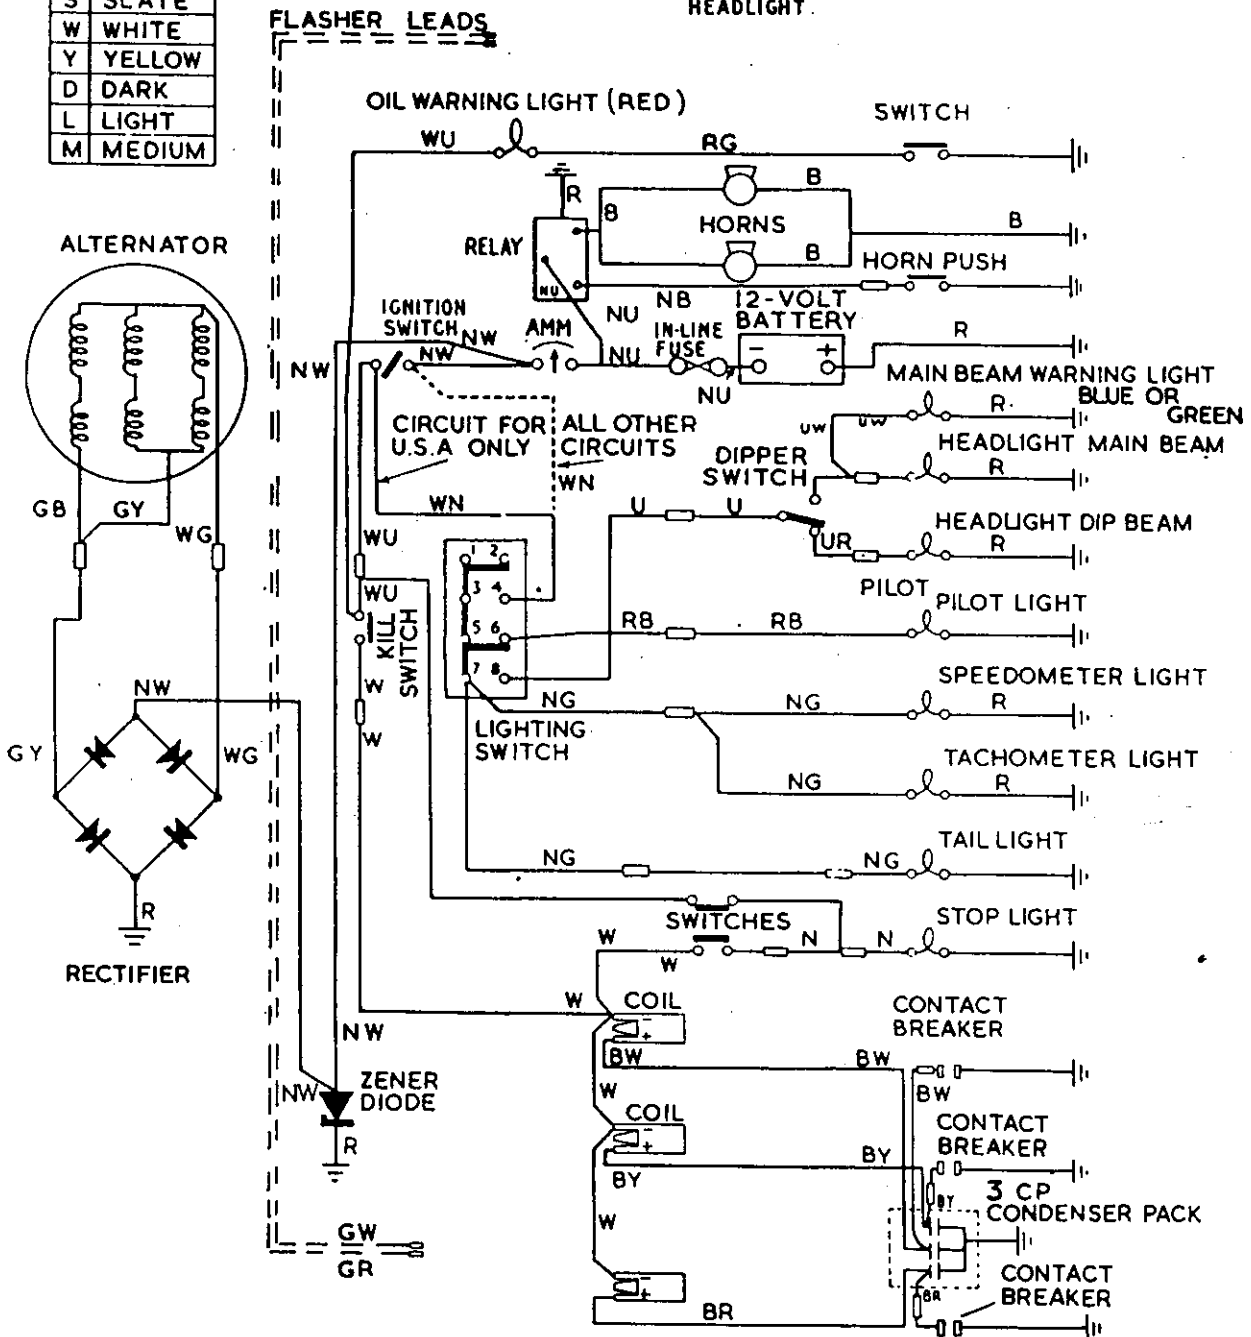 HEADLIGHT.
S SLATE
W WHITE
Y YELLOW
D DARK
L LIGHT
M MEDIUM
FLASHER LEADS
OIL WARNING LIGHT (RED)
SWITCH
WU
RG
R
B
B
HORNS
B
B
RELAY
NU
HORN PUSH
ALTERNATOR
IGNITION
SWITCH
NW
NW
AMM
NU
NU
NB
IN-LINE
FUSE
NU
12-VOLT
BATTERY
- +
R
NW
MAIN BEAM WARNING LIGHT
BLUE OR
GREEN
R
UW
UW
CIRCUIT FOR
U.S.A ONLY
ALL OTHER
CIRCUITS
WN
WN
DIPPER
SWITCH
HEADLIGHT MAIN BEAM
R
U
U
UR
HEADLIGHT DIP BEAM
R
GB
GY
WG
WU
WU
KILL
SWITCH
W
W
1 2
3 4
5 6
7 8
LIGHTING
SWITCH
PILOT
PILOT LIGHT
RB
RB
SPEEDOMETER LIGHT
NG
NG
R
TACHOMETER LIGHT
NG
R
NW
GY
WG
R
RECTIFIER
TAIL LIGHT
NG
NG
SWITCHES
STOP LIGHT
W
W
N
N
W
COIL
- +
BW
BW
CONTACT
BREAKER
BW
NW
NW
ZENER
DIODE
R
W
COIL
- +
BY
BY
CONTACT
BREAKER
BY
3 CP
CONDENSER PACK
W
- +
BR
BR
CONTACT
BREAKER
GW
GR